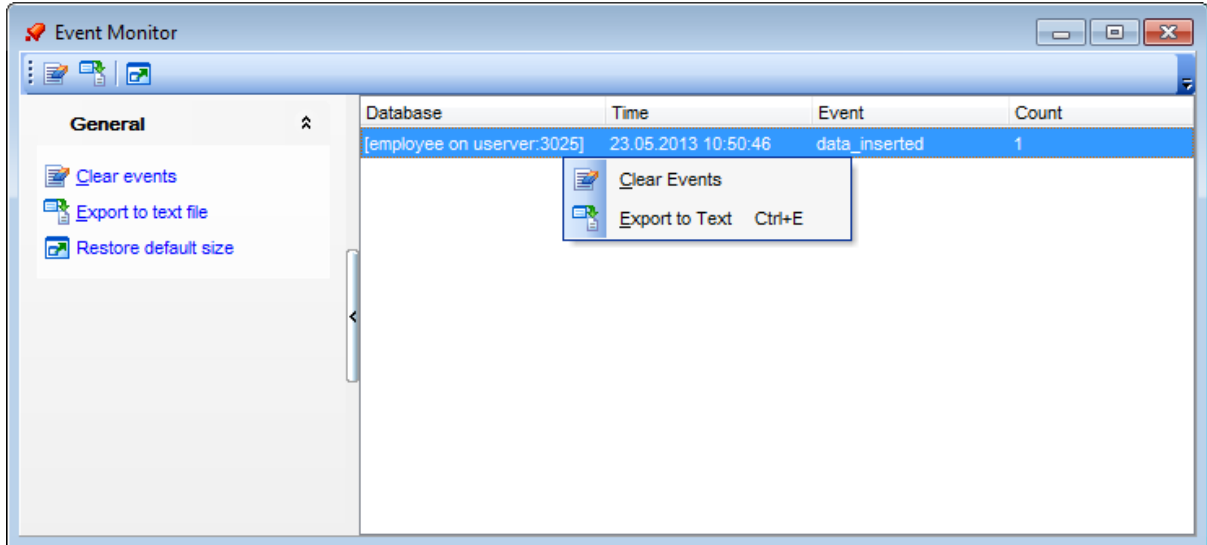 Event Monitor
General
Clear events
Export to text file
Restore default size
Database Time Event Count
[employee on userver:3025] 23.05.2013 10:50:46 data_inserted 1
Clear Events
Export to Text Ctrl+E